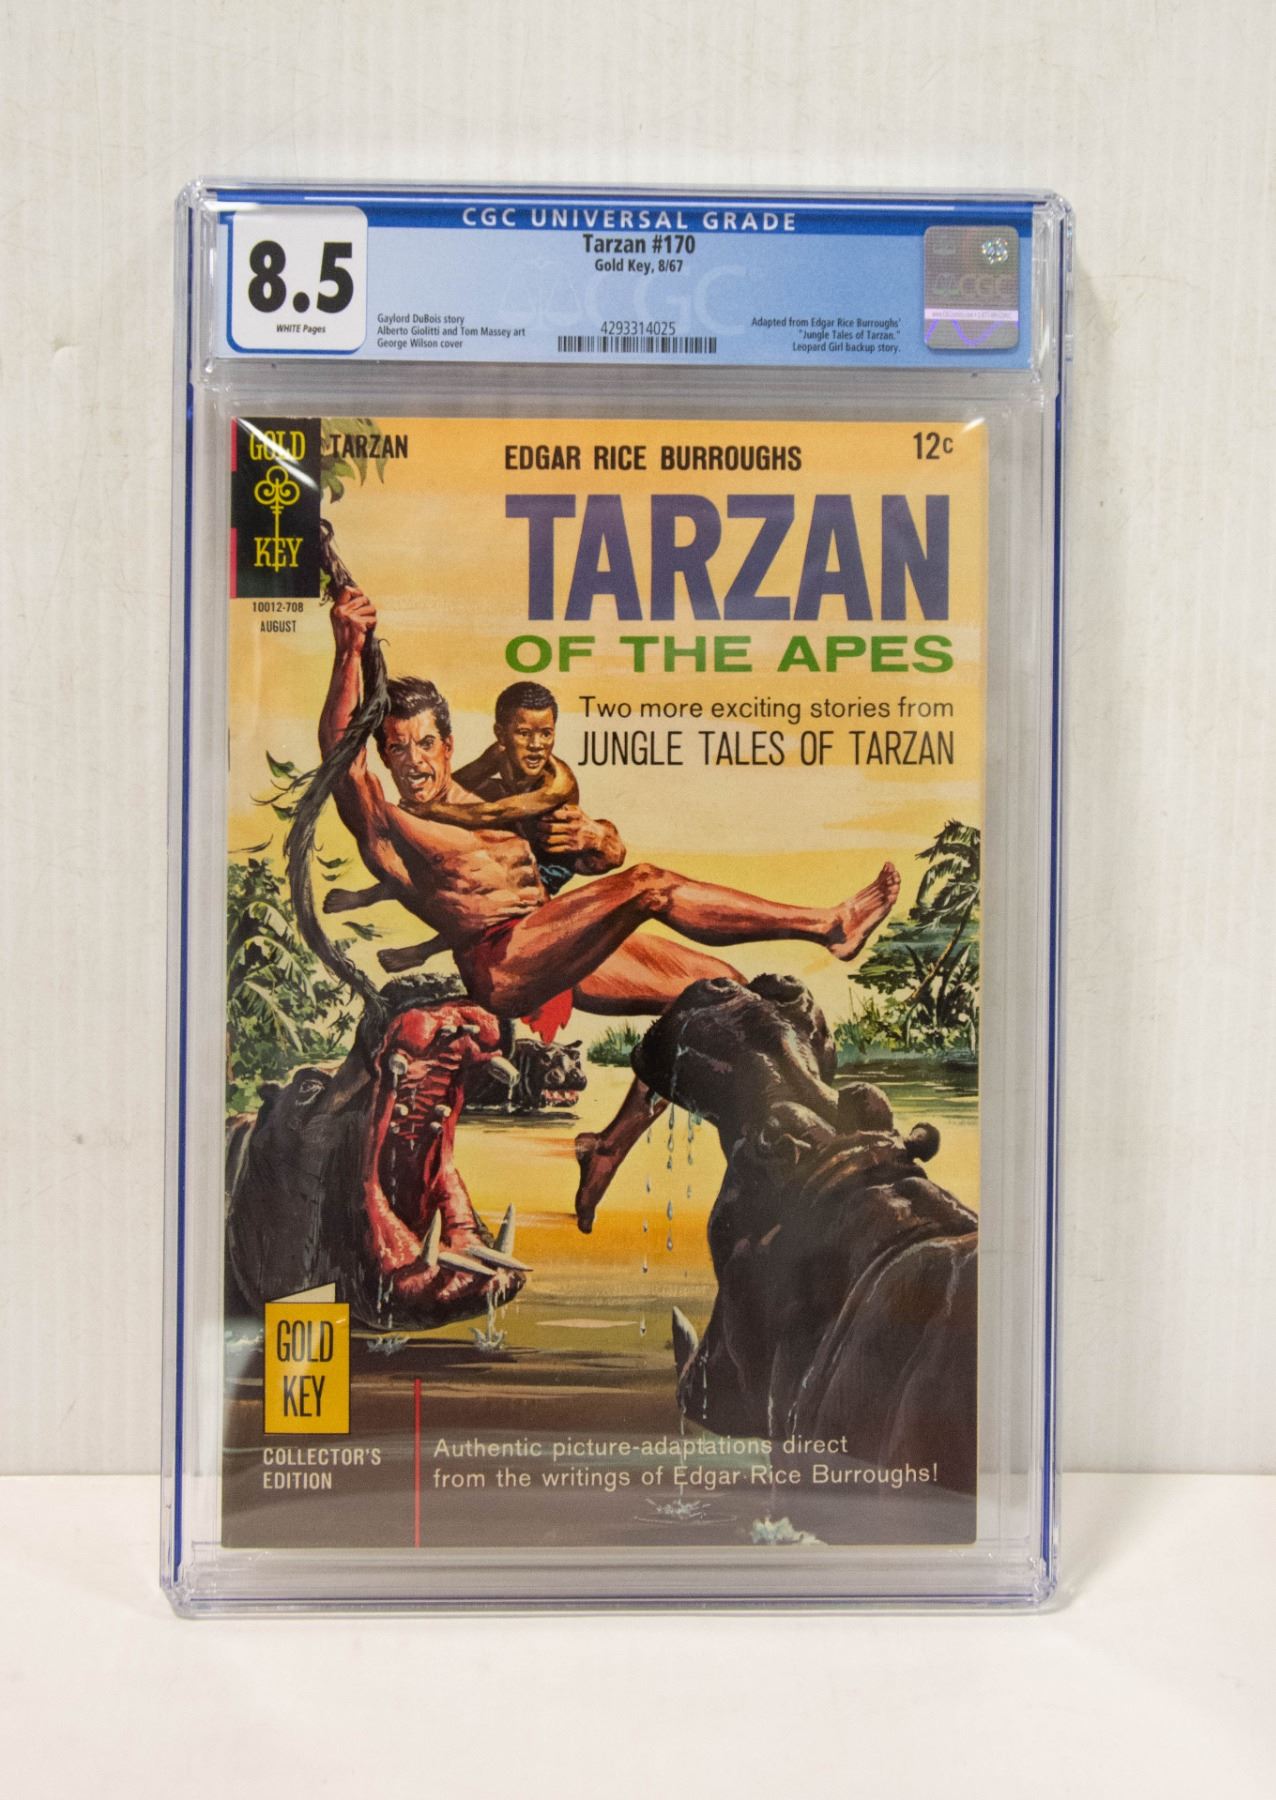 CGC UNIVERSAL GRADE
8.5
WHITE Pages
Tarzan #170
Gold Key, 8/67
Gaylord DuBois story
Alberto Giolitti and Tom Massey art
George Wilson cover
4293314025
Adapted from Edgar Rice Burroughs'
"Jungle Tales of Tarzan."
Leopard Girl backup story.
CGC
CGC
GOLD
KEY
TARZAN
10012-708
AUGUST
EDGAR RICE BURROUGHS
12c
TARZAN
OF THE APES
Two more exciting stories from
JUNGLE TALES OF TARZAN
GOLD
KEY
COLLECTOR'S
EDITION
Authentic picture-adaptations direct
from the writings of Edgar Rice Burroughs!